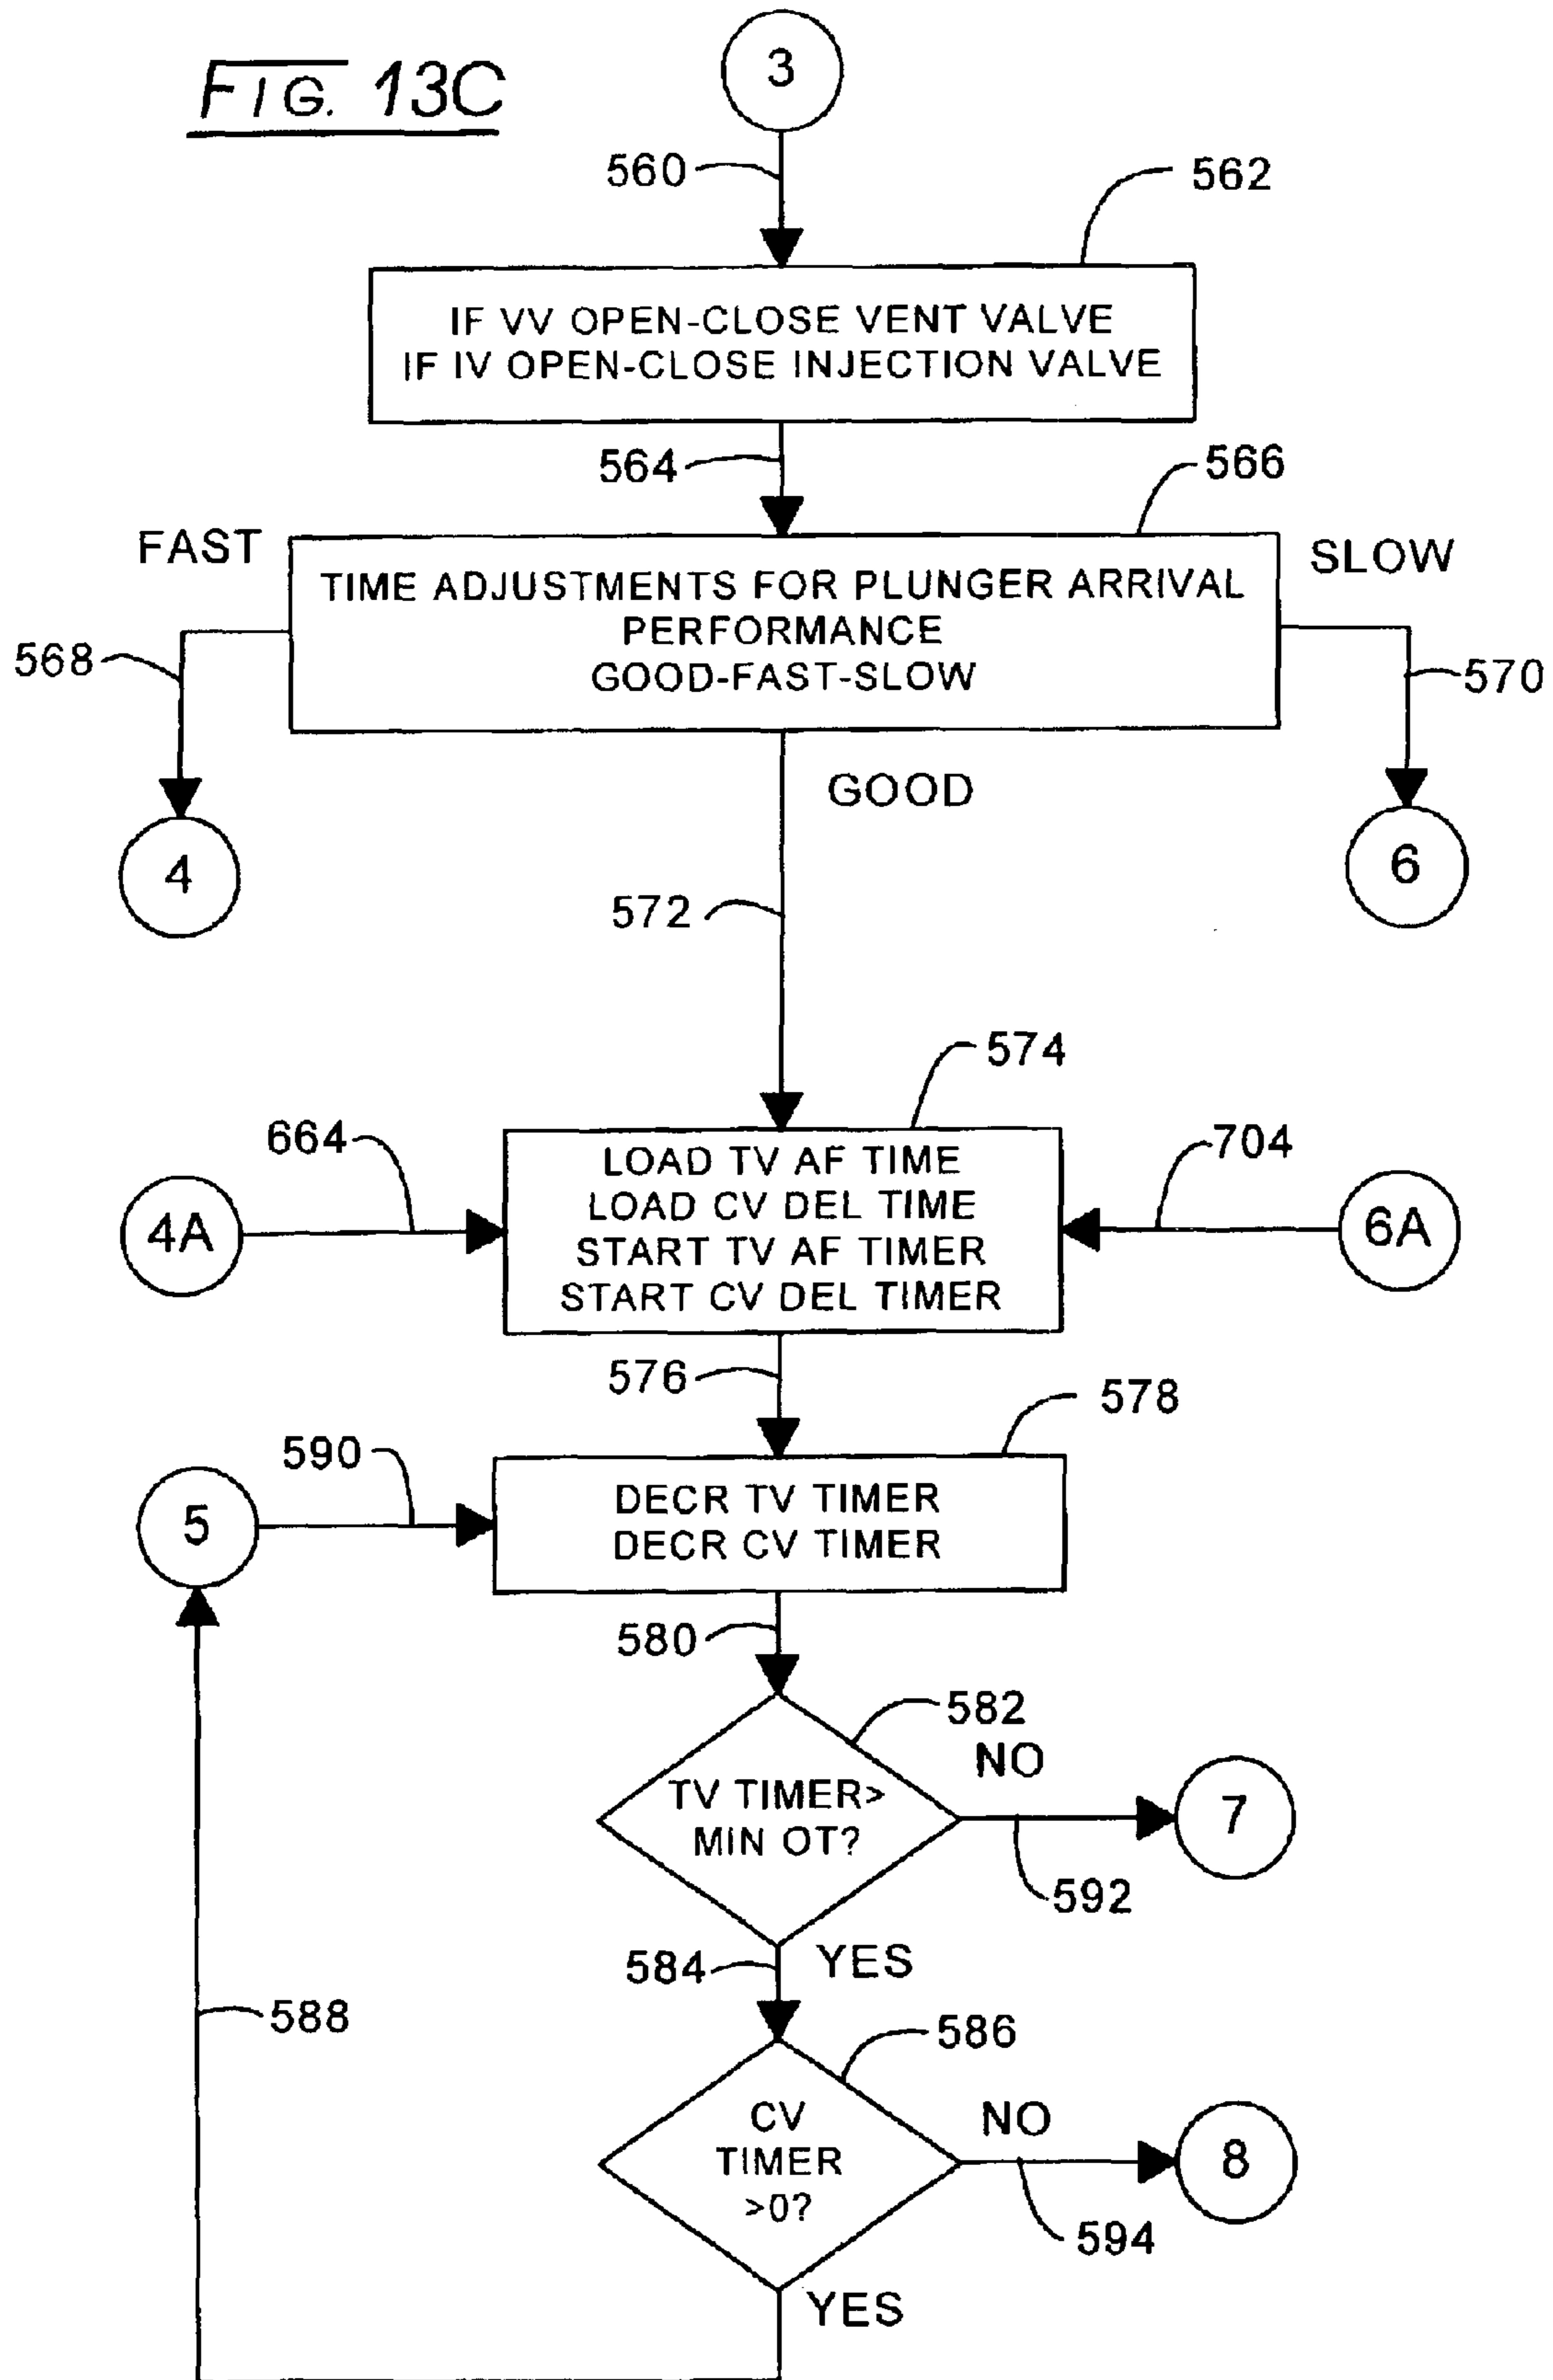 FIG. 13C
3
560
562
IF VV OPEN-CLOSE VENT VALVE
IF IV OPEN-CLOSE INJECTION VALVE
564
566
FAST
SLOW
TIME ADJUSTMENTS FOR PLUNGER ARRIVAL
PERFORMANCE
GOOD-FAST-SLOW
568
570
GOOD
4
6
572
574
664
704
4A
LOAD TV AF TIME
LOAD CV DEL TIME
START TV AF TIMER
START CV DEL TIMER
6A
576
578
590
5
DECR TV TIMER
DECR CV TIMER
580
582
NO
TV TIMER>
MIN OT?
7
592
584
YES
588
586
NO
CV
TIMER
>0?
8
594
YES